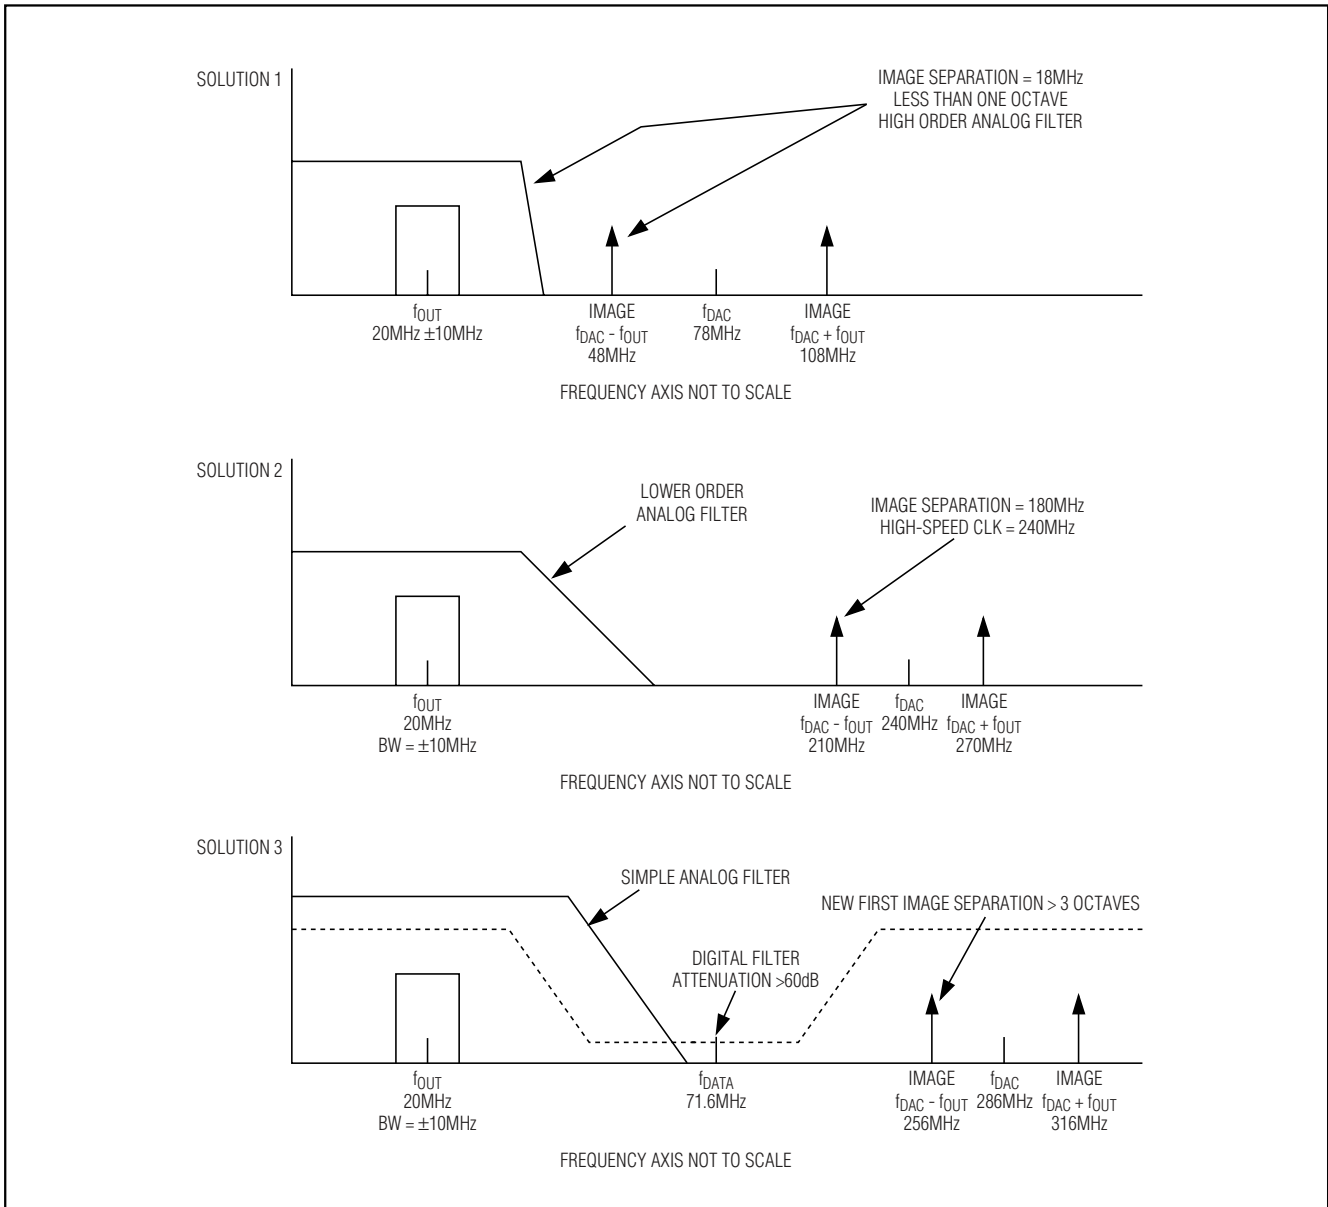 SOLUTION 1
IMAGE SEPARATION = 18MHz
LESS THAN ONE OCTAVE
HIGH ORDER ANALOG FILTER
fOUT
20MHz ±10MHz
IMAGE
fDAC - fOUT
48MHz
fDAC
78MHz
IMAGE
fDAC + fOUT
108MHz
FREQUENCY AXIS NOT TO SCALE
SOLUTION 2
LOWER ORDER
ANALOG FILTER
IMAGE SEPARATION = 180MHz
HIGH-SPEED CLK = 240MHz
fOUT
20MHz
BW = ±10MHz
IMAGE
fDAC - fOUT
210MHz
fDAC
240MHz
IMAGE
fDAC + fOUT
270MHz
FREQUENCY AXIS NOT TO SCALE
SOLUTION 3
SIMPLE ANALOG FILTER
NEW FIRST IMAGE SEPARATION > 3 OCTAVES
DIGITAL FILTER
ATTENUATION >60dB
fOUT
20MHz
BW = ±10MHz
fDATA
71.6MHz
IMAGE
fDAC - fOUT
256MHz
fDAC
286MHz
IMAGE
fDAC + fOUT
316MHz
FREQUENCY AXIS NOT TO SCALE